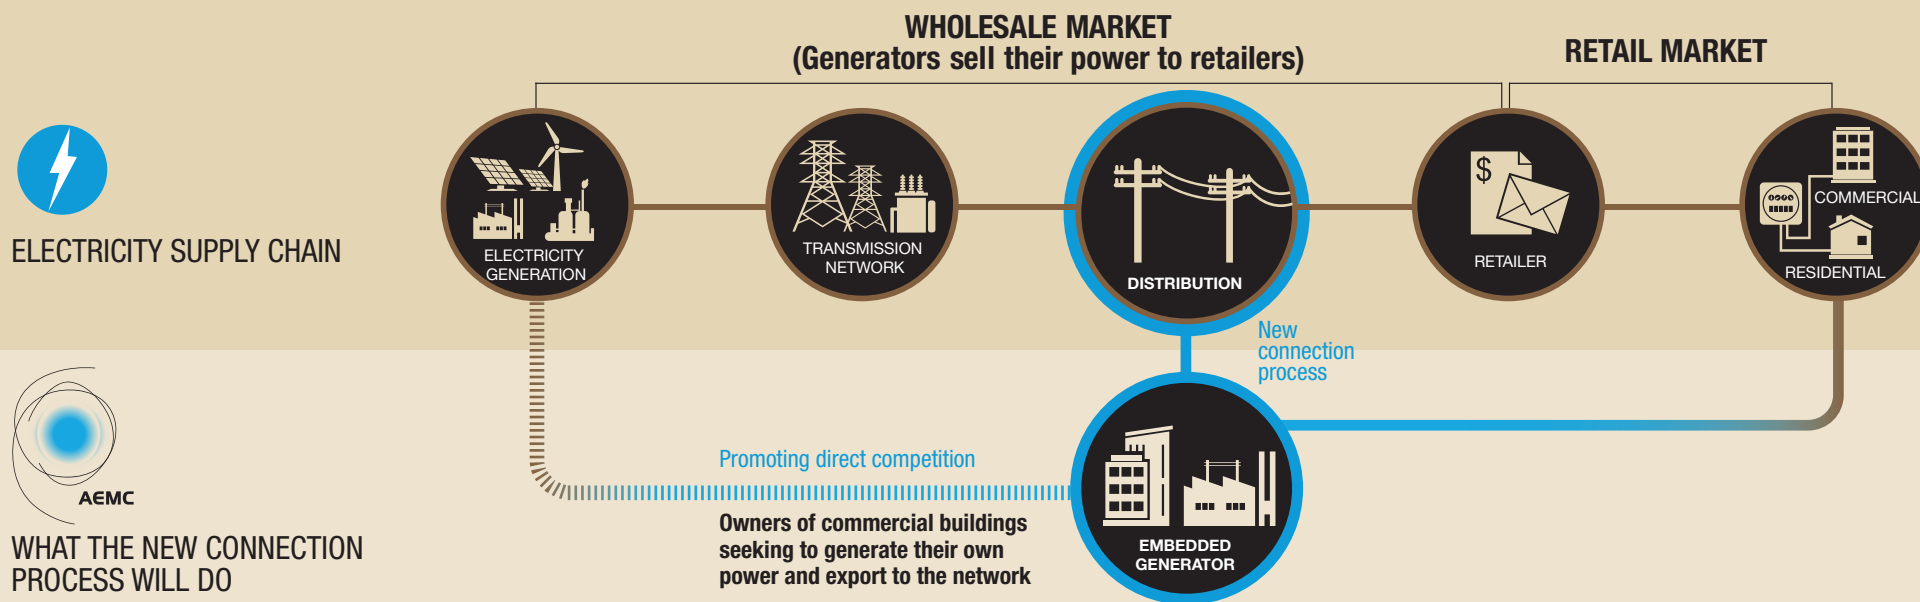 WHOLESALE MARKET
(Generators sell their power to retailers)
RETAIL MARKET
ELECTRICITY SUPPLY CHAIN
ELECTRICITY
GENERATION
TRANSMISSION
NETWORK
DISTRIBUTION
$
RETAILER
COMMERCIAL
RESIDENTIAL
New
connection
process
AEMC
WHAT THE NEW CONNECTION
PROCESS WILL DO
Promoting direct competition
Owners of commercial buildings
seeking to generate their own
power and export to the network
EMBEDDED
GENERATOR